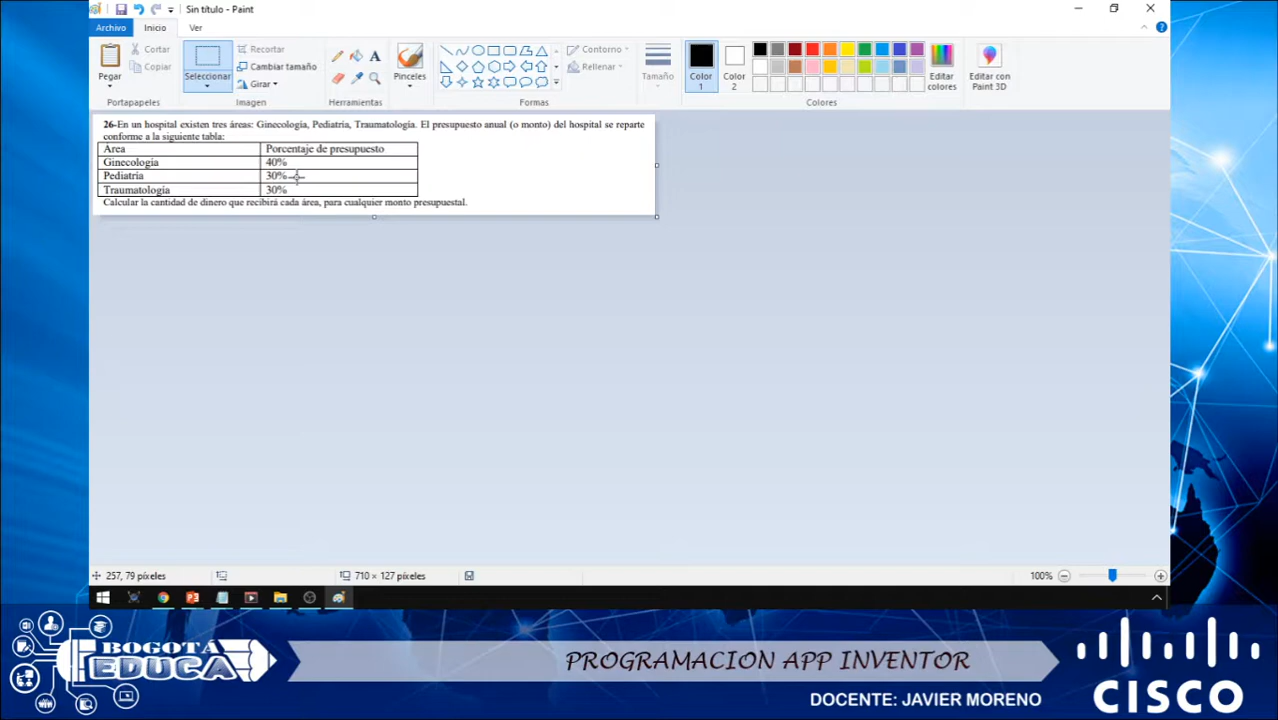 Sin título - Paint
Archivo Inicio Ver
Pegar
Cortar
Copiar
Portapapeles
Seleccionar
Recortar
Cambiar tamaño
Girar
Imagen
A
Herramientas
Pinceles
Contorno
Rellenar
Formas
Tamaño
Color 1
Color 2
Editar colores
Editar con Paint 3D
Colores
26-En un hospital existen tres áreas: Ginecología, Pediatría, Traumatología. El presupuesto anual (o monto) del hospital se reparte
conforme a la siguiente tabla:
Área Porcentaje de presupuesto
Ginecología 40%
Pediatría 30%
Traumatología 30%
Calcular la cantidad de dinero que recibirá cada área, para cualquier monto presupuestal.
257, 79 píxeles 710 × 127 píxeles 100%
BOGOTÁ
EDUCA
PROGRAMACION APP INVENTOR
DOCENTE: JAVIER MORENO
CISCO